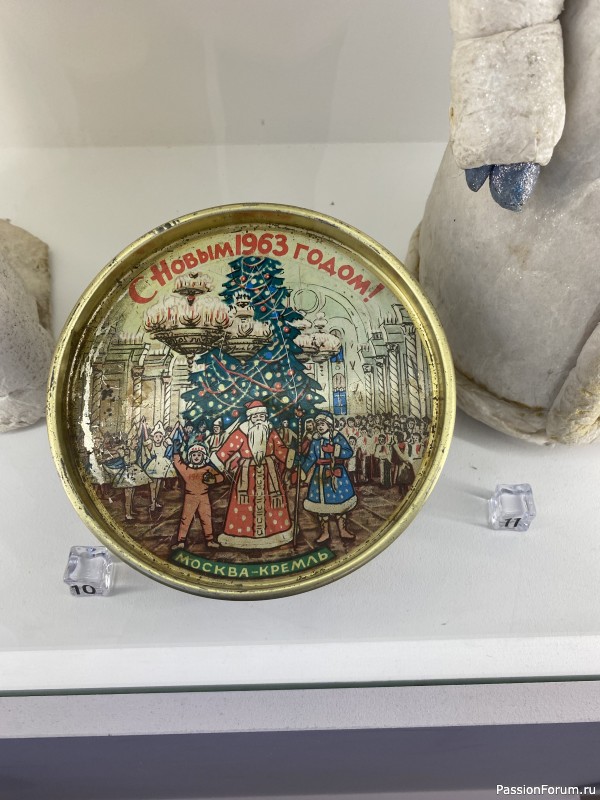 С Новым 1963 годом!
МОСКВА-КРЕМЛЬ
10
11
PassionForum.ru